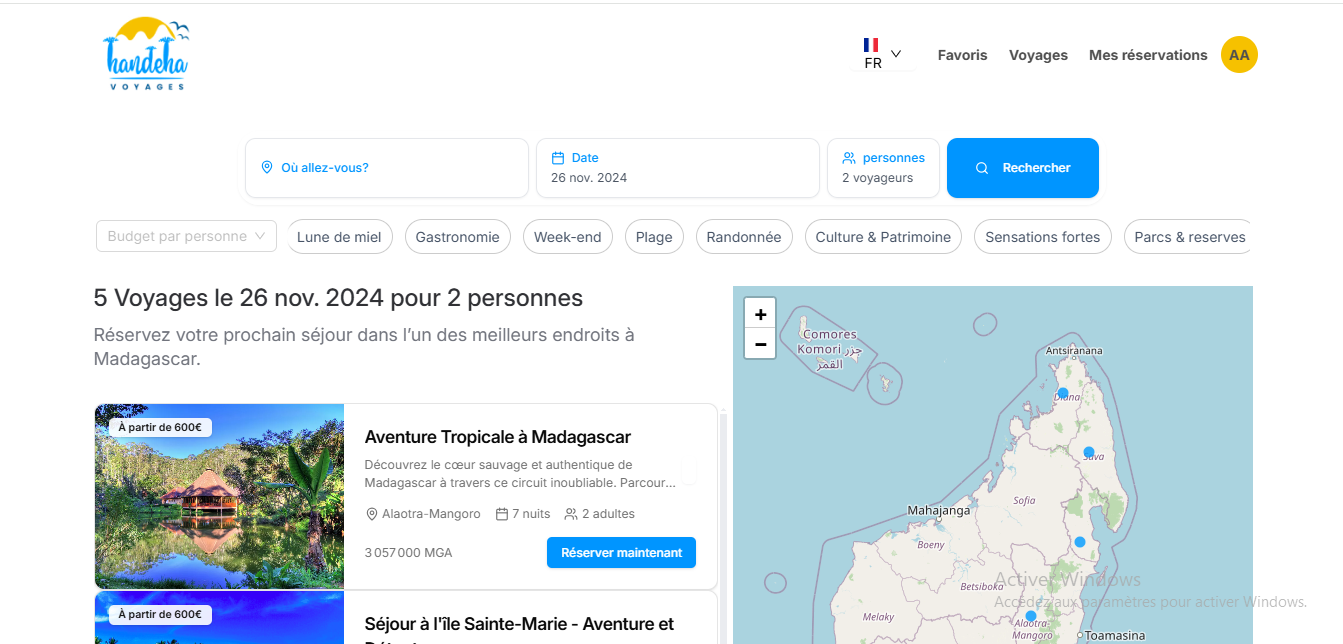 handeha
VOYAGES
FR
Favoris
Voyages
Mes réservations
AA
Où allez-vous?
Date
26 nov. 2024
personnes
2 voyageurs
Rechercher
Budget par personne
Lune de miel
Gastronomie
Week-end
Plage
Randonnée
Culture & Patrimoine
Sensations fortes
Parcs & reserves
5 Voyages le 26 nov. 2024 pour 2 personnes
Réservez votre prochain séjour dans l’un des meilleurs endroits à
Madagascar.
À partir de 600€
Aventure Tropicale à Madagascar
Découvrez le cœur sauvage et authentique de
Madagascar à travers ce circuit inoubliable. Parcour...
Alaotra-Mangoro
7 nuits
2 adultes
3 057 000 MGA
Réserver maintenant
À partir de 600€
Séjour à l'île Sainte-Marie - Aventure et
+
−
Comores
Komori جزر
القمر
Antsiranana
Diana
Sava
Sofia
Mahajanga
Boeny
Betsiboka
Melaky
Alaotra-
Mangoro
Toamasina
Activer Windows
Accédez aux paramètres pour activer Windows.